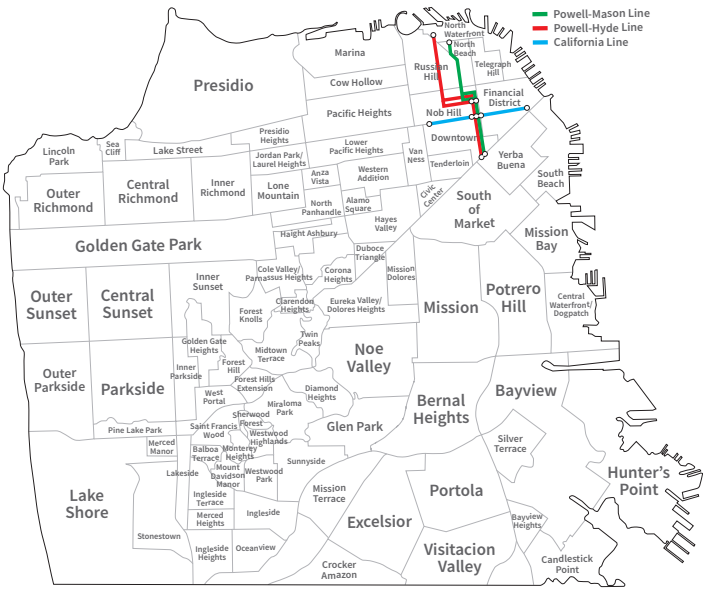 Powell-Mason Line
Powell-Hyde Line
California Line
North
Waterfront
North
Beach
Marina
Russian
Hill
Telegraph
Hill
Presidio
Cow Hollow
Financial
District
Pacific Heights
Nob Hill
Presidio
Heights
Downtown
Lower
Pacific Heights
Sea
Cliff
Lake Street
Lincoln
Park
Van
Ness
Tenderloin
Yerba
Buena
Jordan Park/
Laurel Heights
Anza
Vista
Western
Addition
South
Beach
Outer
Richmond
Central
Richmond
Inner
Richmond
Lone
Mountain
Civic
Center
South
of
Market
North
Panhandle
Alamo
Square
Hayes
Valley
Mission
Bay
Haight Ashbury
Golden Gate Park
Duboce
Triangle
Cole Valley/
Parnassus Heights
Corona
Heights
Mission
Dolores
Inner
Sunset
Outer
Sunset
Central
Sunset
Potrero
Hill
Clarendon
Heights
Eureka Valley/
Dolores Heights
Mission
Central
Waterfront/
Dogpatch
Forest
Knolls
Twin
Peaks
Golden Gate
Heights
Midtown
Terrace
Noe
Valley
Forest
Hill
Inner
Parkside
Outer
Parkside
Parkside
Forest Hills
Extension
West
Portal
Diamond
Heights
Bayview
Miraloma
Park
Bernal
Heights
Sherwood
Forest
Saint Francis
Wood
Glen Park
Pine Lake Park
Westwood
Highlands
Merced
Manor
Balboa
Terrace
Monterey
Heights
Silver
Terrace
Sunnyside
Lakeside
Mount
Davidson
Manor
Westwood
Park
Hunter's
Point
Lake
Shore
Ingleside
Terrace
Mission
Terrace
Portola
Merced
Heights
Ingleside
Excelsior
Bayview
Heights
Stonestown
Ingleside
Heights
Oceanview
Visitacion
Valley
Crocker
Amazon
Candlestick
Point